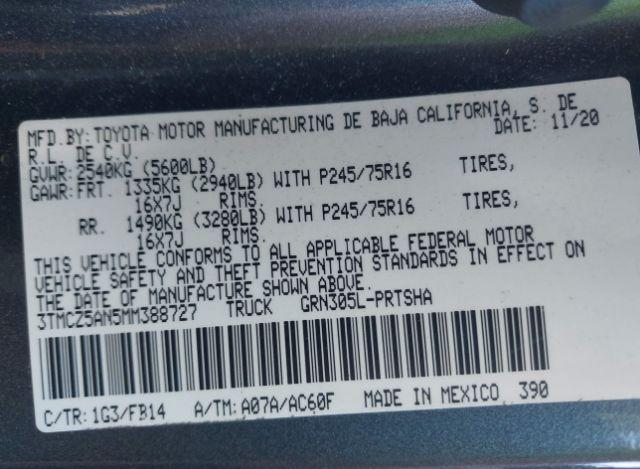 MFD.BY: TOYOTA MOTOR MANUFACTURING DE BAJA CALIFORNIA, S. DE
R.L. DE C.V. DATE: 11/20
GVWR: 2540KG (5600LB)
GAWR: FRT. 1335KG (2940LB) WITH P245/75R16 TIRES,
16X7J RIMS.
RR. 1490KG (3280LB) WITH P245/75R16 TIRES,
16X7J RIMS.
THIS VEHICLE CONFORMS TO ALL APPLICABLE FEDERAL MOTOR
VEHICLE SAFETY AND THEFT PREVENTION STANDARDS IN EFFECT ON
THE DATE OF MANUFACTURE SHOWN ABOVE.
3TMCZ5AN5MM388727 TRUCK GRN305L-PRTSHA
C/TR: 1G3/FB14 A/TM: A07A/AC60F MADE IN MEXICO 390